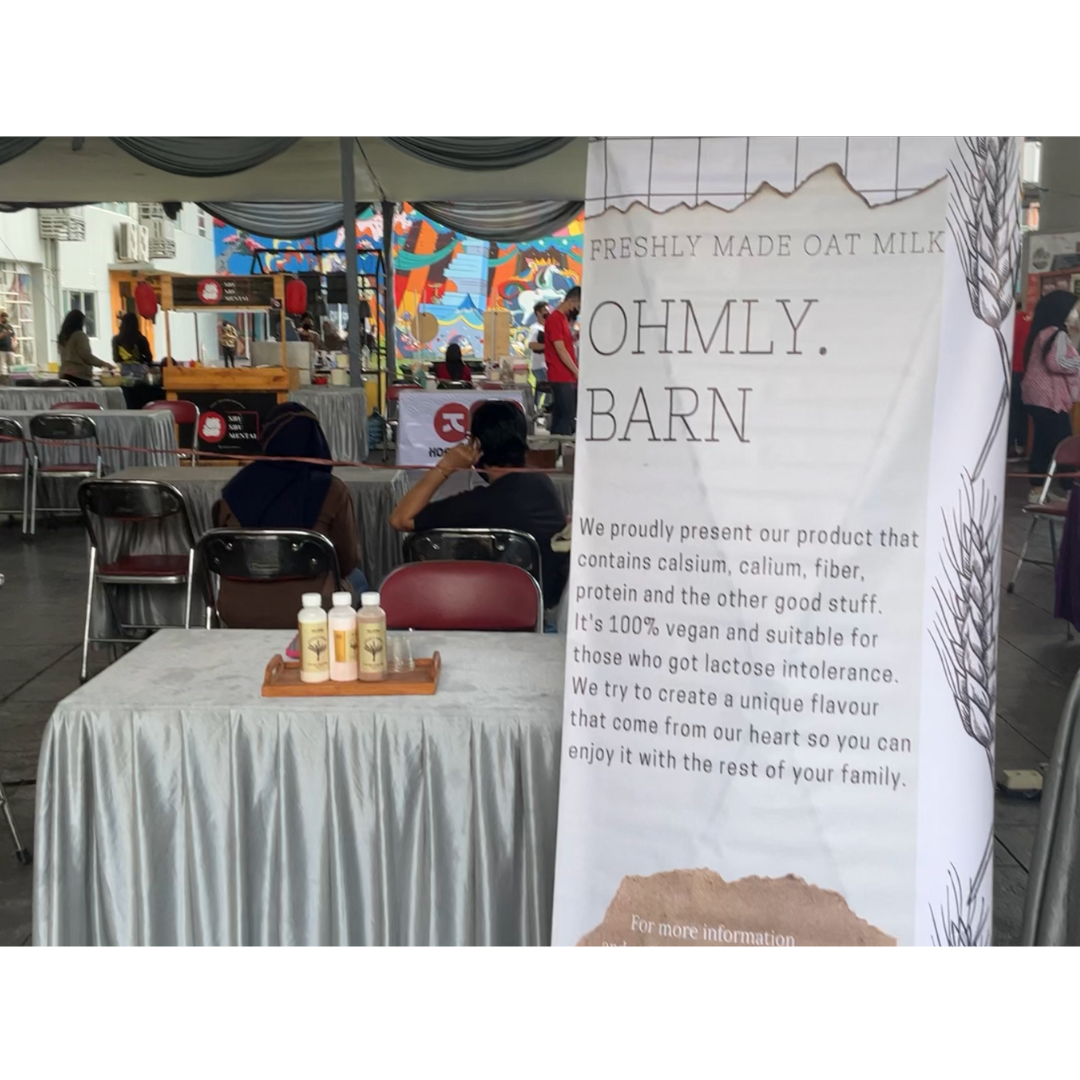 FRESHLY MADE OAT MILK
OHMLY.
BARN
We proudly present our product that
contains calsium, calium, fiber,
protein and the other good stuff.
It's 100% vegan and suitable for
those who got lactose intolerance.
We try to create a unique flavour
that come from our heart so you can
enjoy it with the rest of your family.
For more information